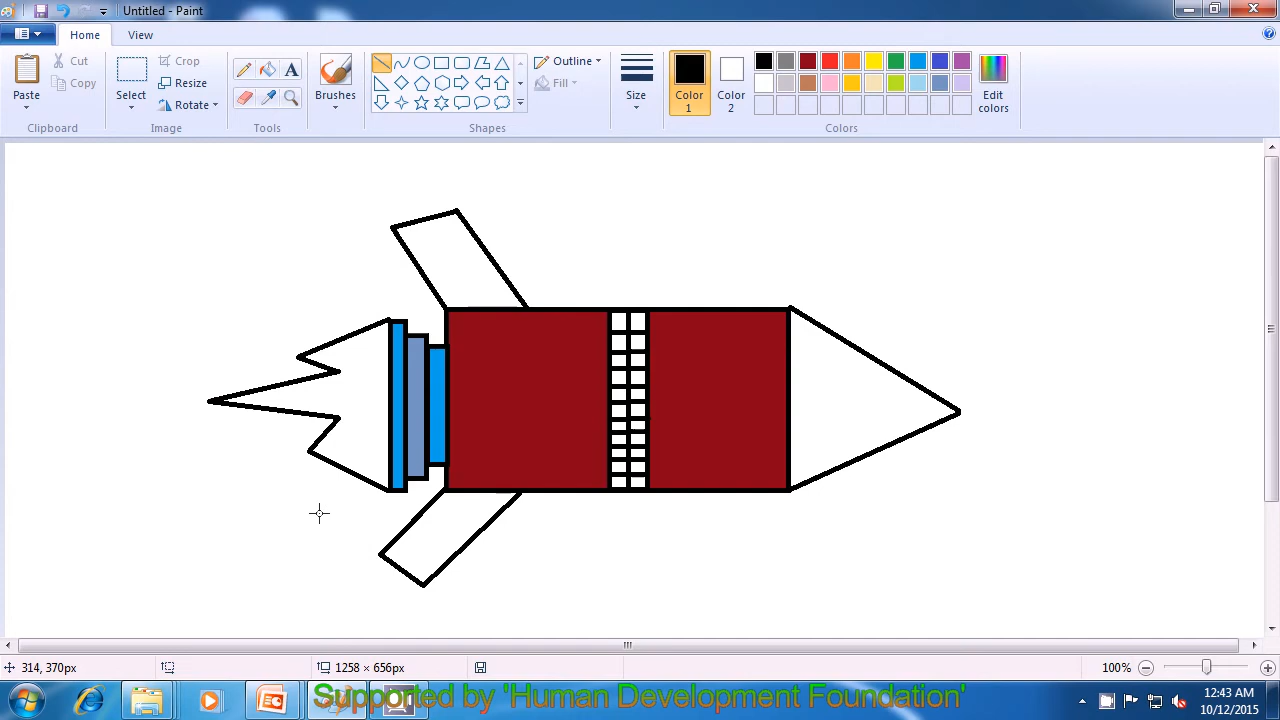 Untitled - Paint
Home
View
Paste
Cut
Copy
Clipboard
Select
Crop
Resize
Rotate
Image
Tools
Brushes
Shapes
Outline
Fill
Size
Color
1
Color
2
Edit
colors
Colors
314, 370px
1258 × 656px
100%
12:43 AM
10/12/2015
Supported by 'Human Development Foundation'